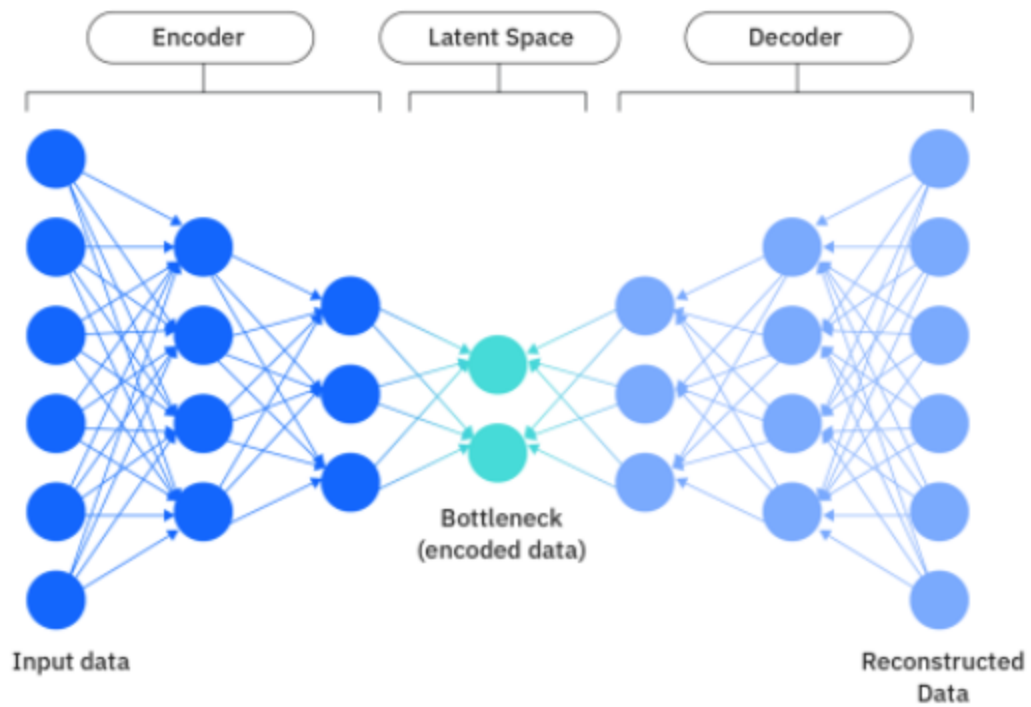 Encoder
Latent Space
Decoder
Bottleneck
(encoded data)
Input data
Reconstructed
Data